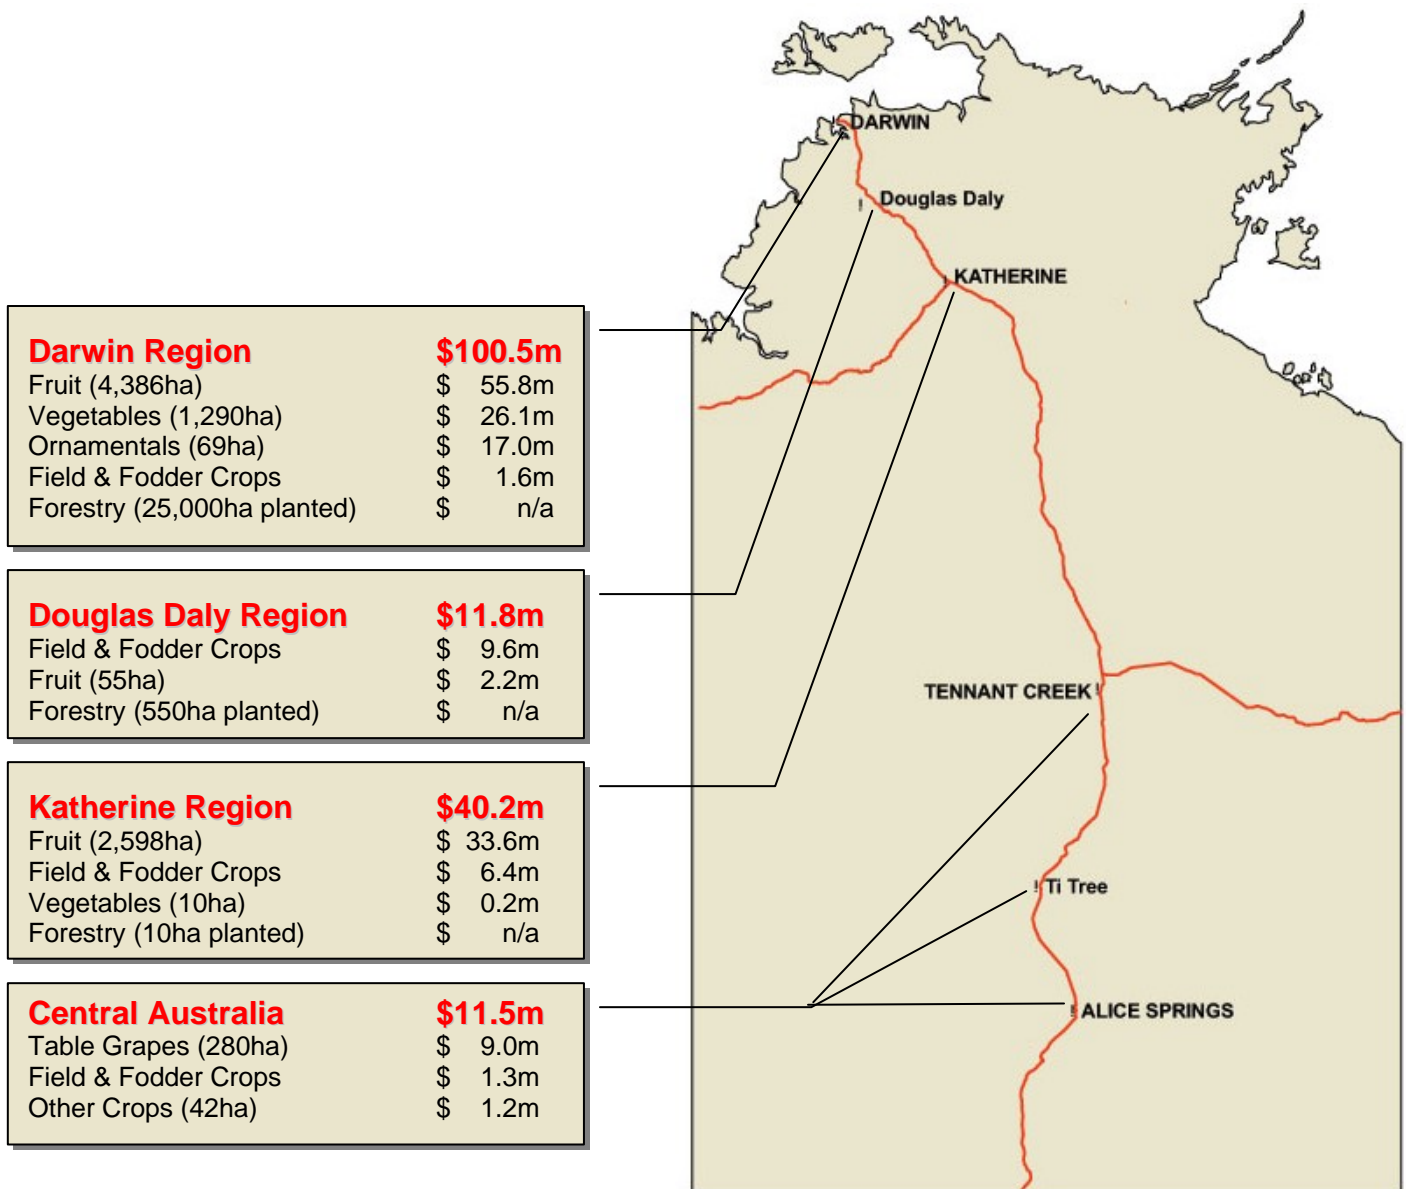 DARWIN
Douglas Daly
KATHERINE
TENNANT CREEK
Ti Tree
ALICE SPRINGS
Darwin Region $100.5m
Fruit (4,386ha) $ 55.8m
Vegetables (1,290ha) $ 26.1m
Ornamentals (69ha) $ 17.0m
Field & Fodder Crops $ 1.6m
Forestry (25,000ha planted) $ n/a
Douglas Daly Region $11.8m
Field & Fodder Crops $ 9.6m
Fruit (55ha) $ 2.2m
Forestry (550ha planted) $ n/a
Katherine Region $40.2m
Fruit (2,598ha) $ 33.6m
Field & Fodder Crops $ 6.4m
Vegetables (10ha) $ 0.2m
Forestry (10ha planted) $ n/a
Central Australia $11.5m
Table Grapes (280ha) $ 9.0m
Field & Fodder Crops $ 1.3m
Other Crops (42ha) $ 1.2m